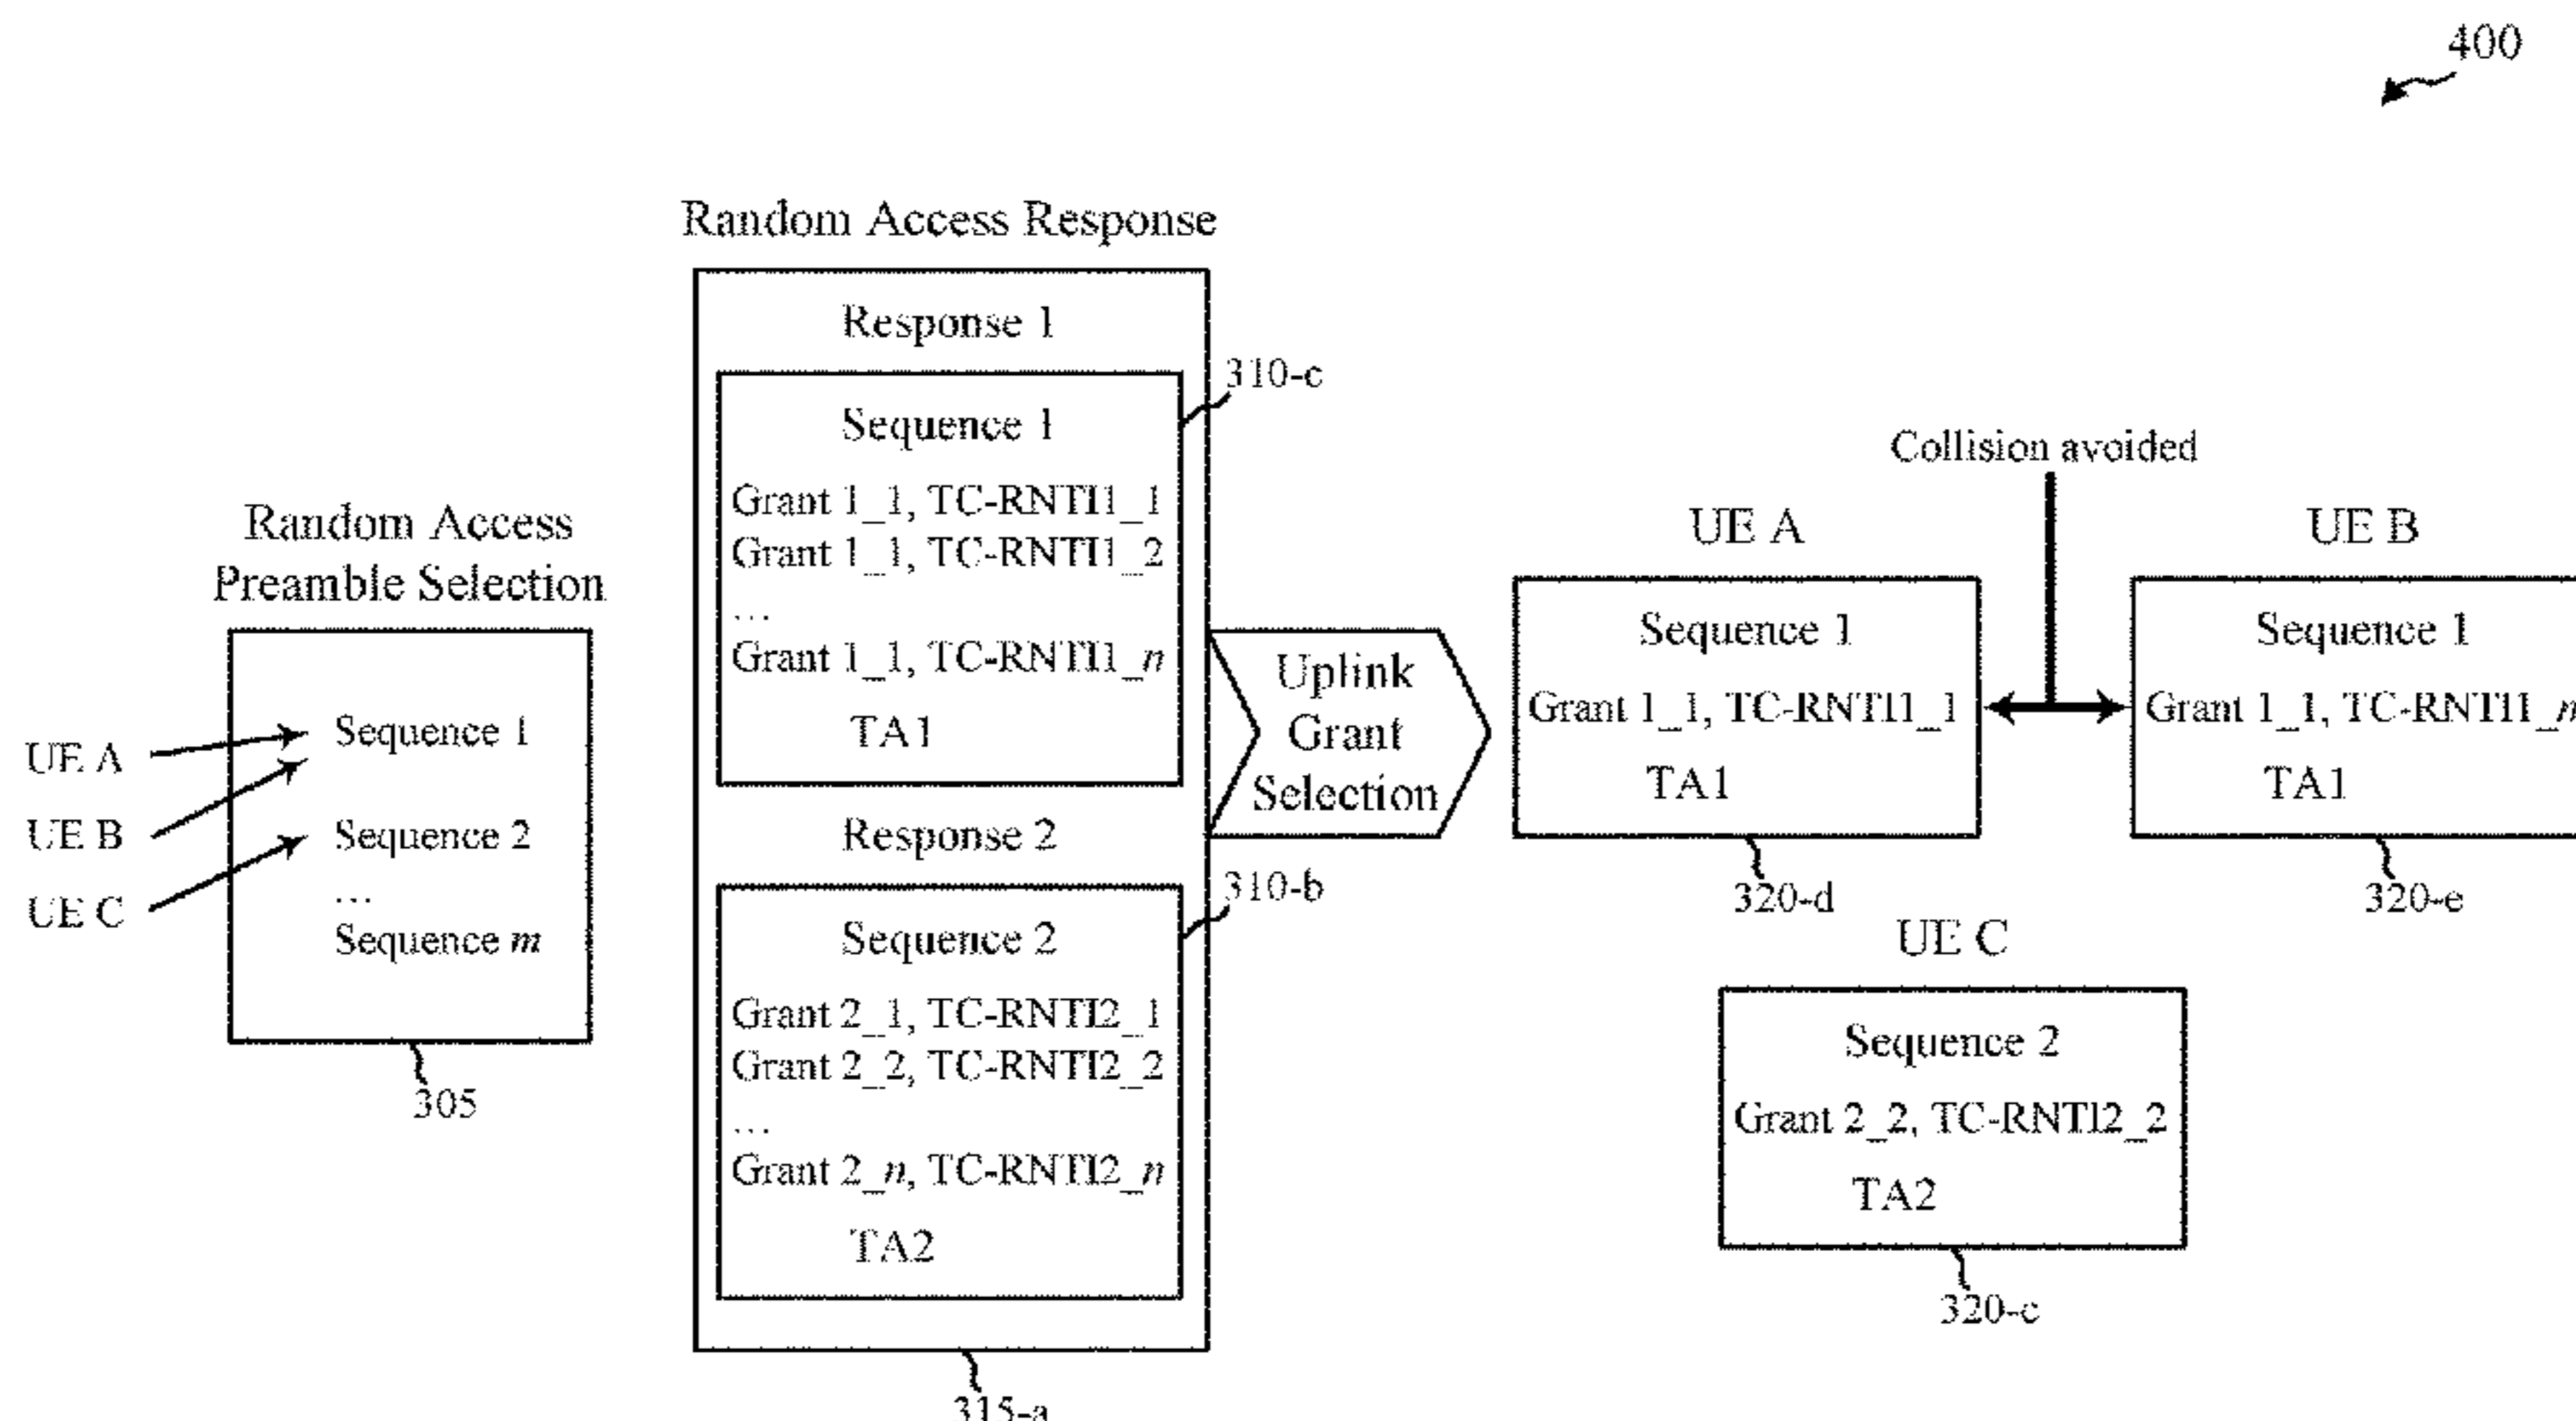 400
Random Access
Preamble Selection
UE A
UE B
UE C
Sequence 1
Sequence 2
...
Sequence m
305
Random Access Response
Response 1
310-c
Sequence 1
Grant 1_1, TC-RNTI1_1
Grant 1_1, TC-RNTI1_2
...
Grant 1_1, TC-RNTI1_n
TA1
Response 2
310-b
Sequence 2
Grant 2_1, TC-RNTI2_1
Grant 2_2, TC-RNTI2_2
...
Grant 2_n, TC-RNTI2_n
TA2
315-a
Uplink
Grant
Selection
Collision avoided
UE A
Sequence 1
Grant 1_1, TC-RNTI1_1
TA1
320-d
UE B
Sequence 1
Grant 1_1, TC-RNTI1_n
TA1
320-e
UE C
Sequence 2
Grant 2_2, TC-RNTI2_2
TA2
320-c